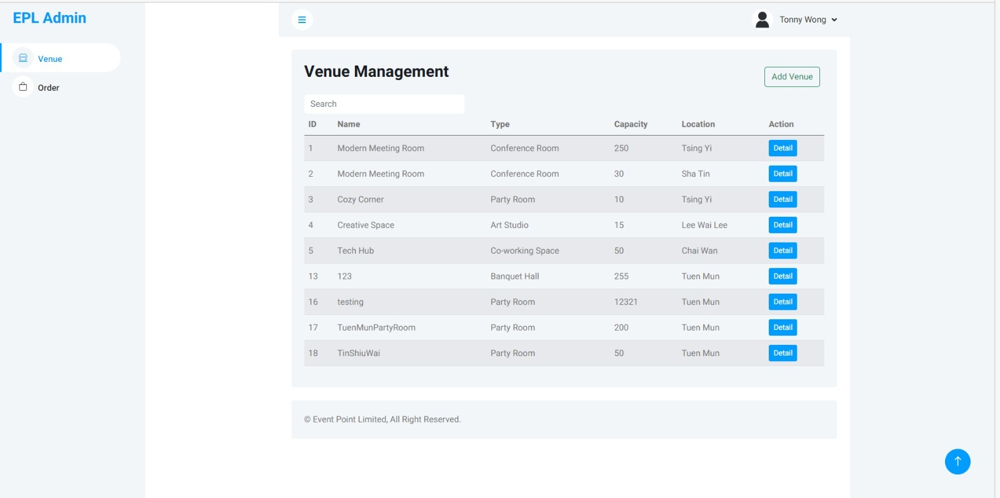 EPL Admin
Tonny Wong
Venue
Order
Venue Management
Add Venue
Search
ID Name Type Capacity Location Action
1 Modern Meeting Room Conference Room 250 Tsing Yi Detail
2 Modern Meeting Room Conference Room 30 Sha Tin Detail
3 Cozy Corner Party Room 10 Tsing Yi Detail
4 Creative Space Art Studio 15 Lee Wai Lee Detail
5 Tech Hub Co-working Space 50 Chai Wan Detail
13 123 Banquet Hall 255 Tuen Mun Detail
16 testing Party Room 12321 Tuen Mun Detail
17 TuenMunPartyRoom Party Room 200 Tuen Mun Detail
18 TinShiuWai Party Room 50 Tuen Mun Detail
© Event Point Limited, All Right Reserved.